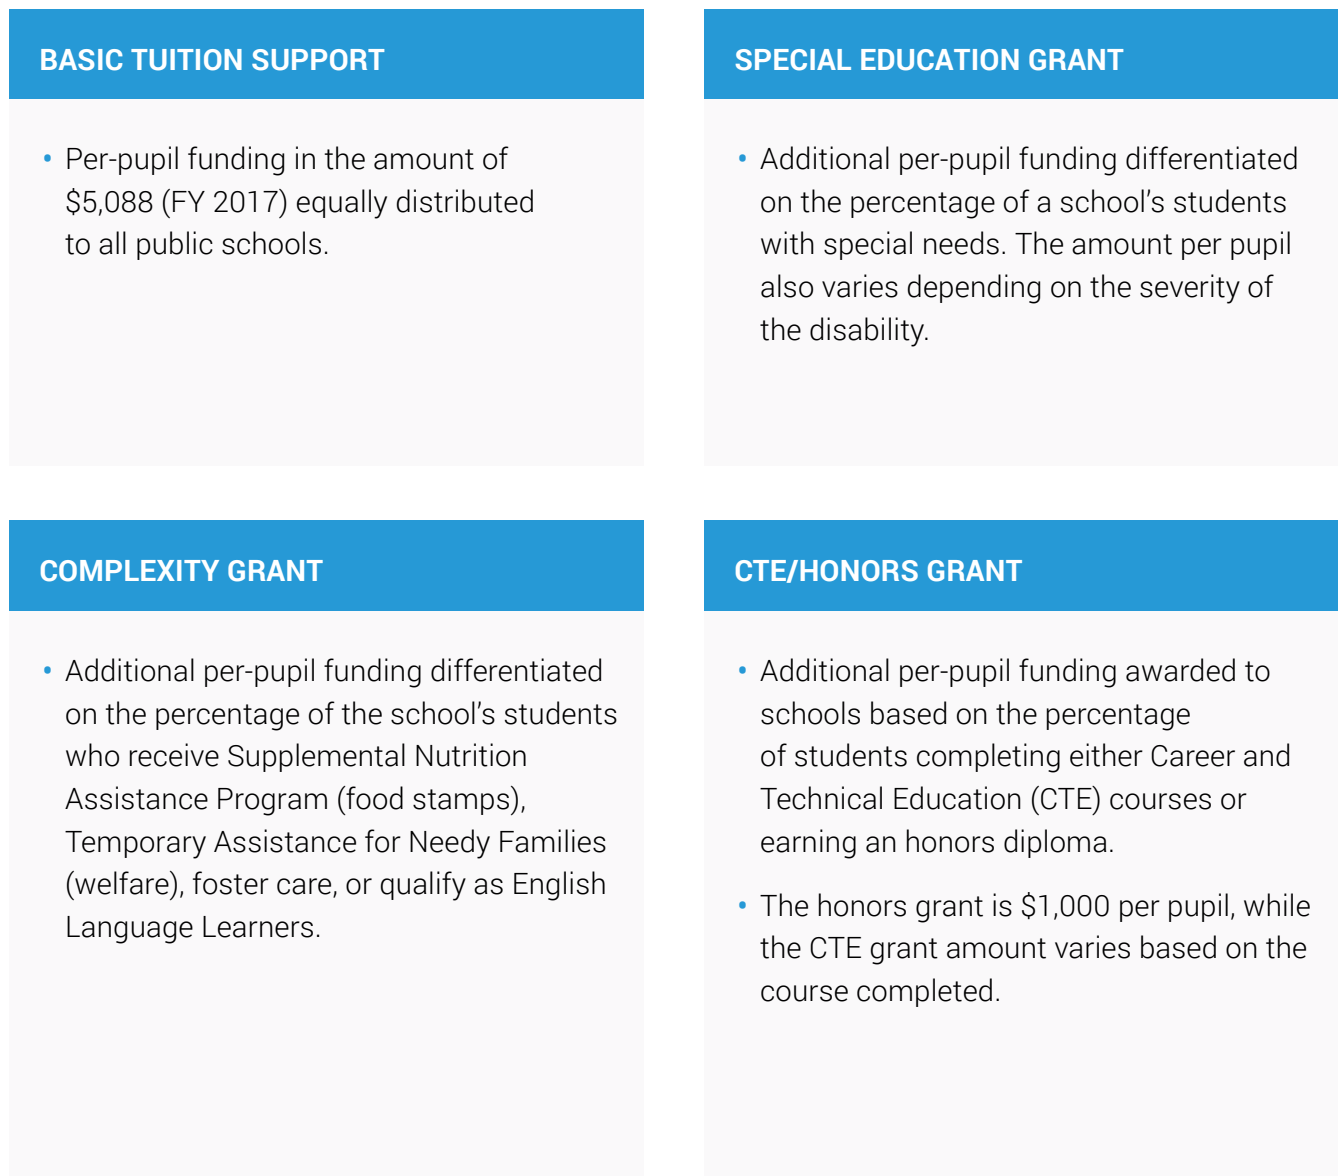 BASIC TUITION SUPPORT
• Per-pupil funding in the amount of
$5,088 (FY 2017) equally distributed
to all public schools.
SPECIAL EDUCATION GRANT
• Additional per-pupil funding differentiated
on the percentage of a school’s students
with special needs. The amount per pupil
also varies depending on the severity of
the disability.
COMPLEXITY GRANT
• Additional per-pupil funding differentiated
on the percentage of the school’s students
who receive Supplemental Nutrition
Assistance Program (food stamps),
Temporary Assistance for Needy Families
(welfare), foster care, or qualify as English
Language Learners.
CTE/HONORS GRANT
• Additional per-pupil funding awarded to
schools based on the percentage
of students completing either Career and
Technical Education (CTE) courses or
earning an honors diploma.
• The honors grant is $1,000 per pupil, while
the CTE grant amount varies based on the
course completed.